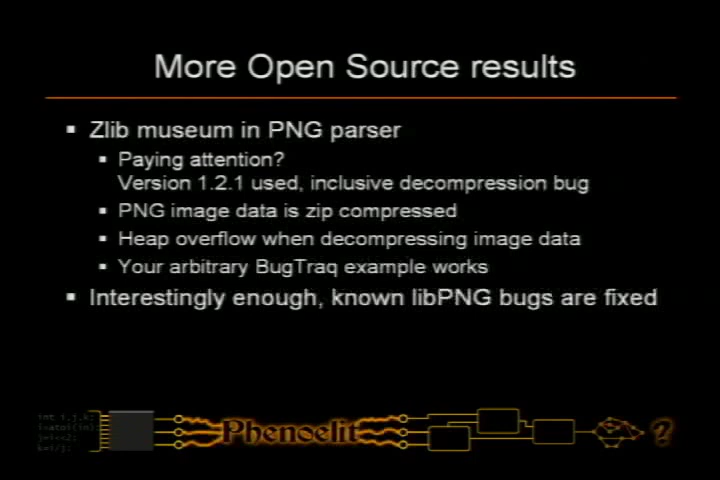 More Open Source results
Zlib museum in PNG parser
Paying attention?
Version 1.2.1 used, inclusive decompression bug
PNG image data is zip compressed
Heap overflow when decompressing image data
Your arbitrary BugTraq example works
Interestingly enough, known libPNG bugs are fixed
int i,j,k;
Phenoelit
?
j=i<<2;
k=i/j;